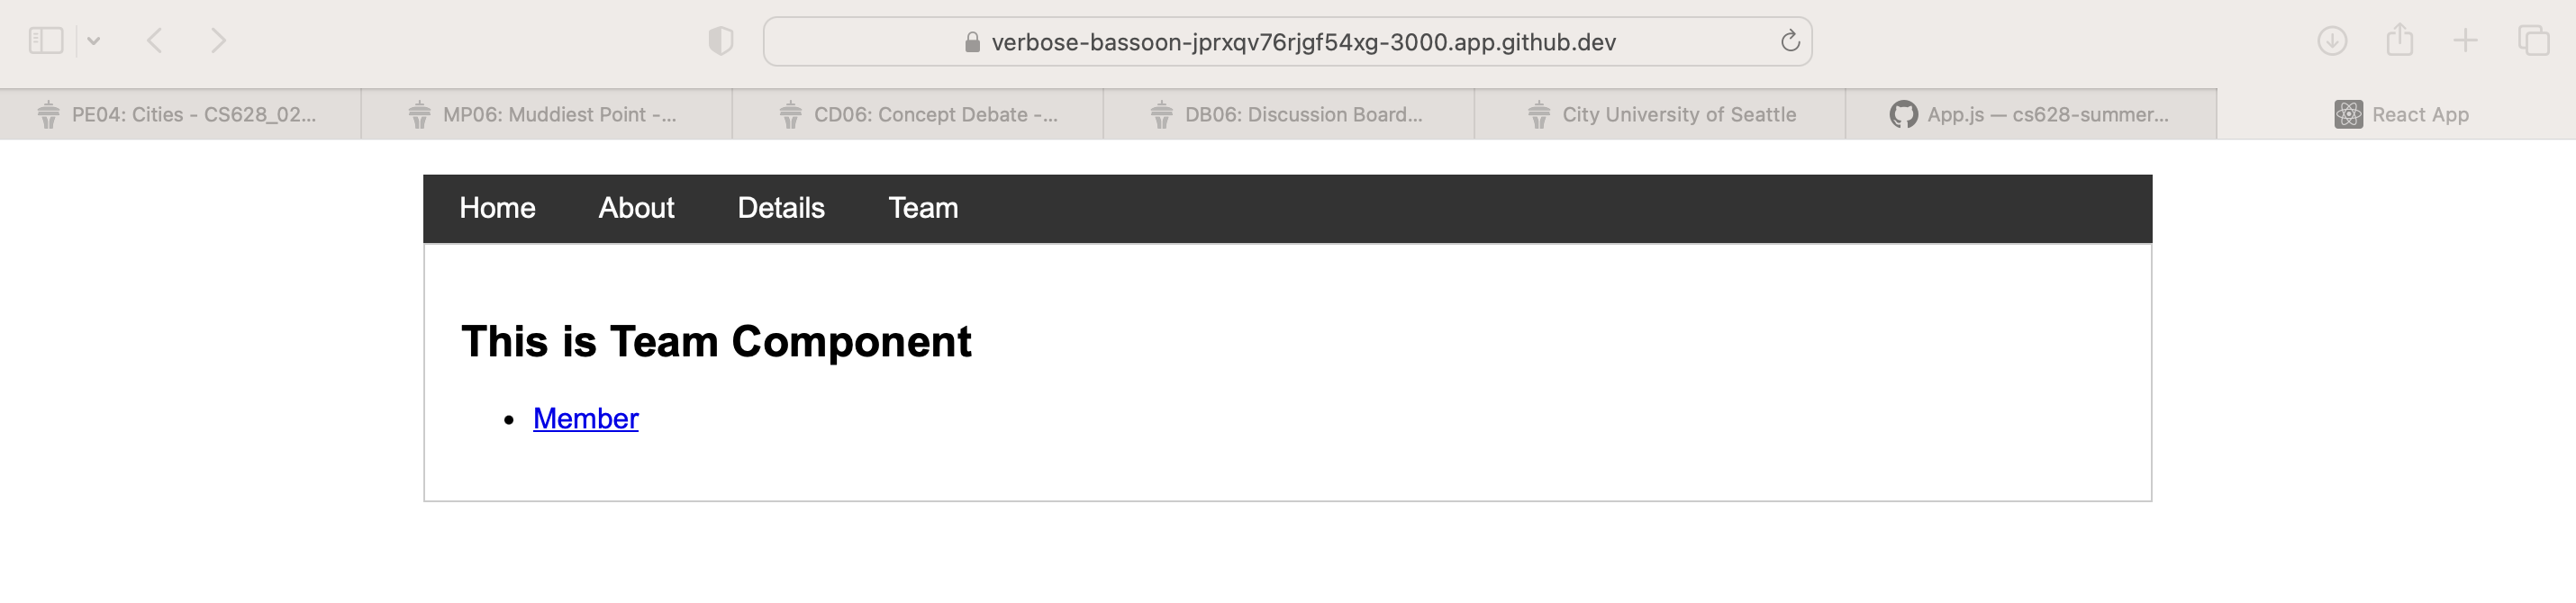 verbose-bassoon-jprxqv76rjgf54xg-3000.app.github.dev
PE04: Cities - CS628_02... MP06: Muddiest Point -... CD06: Concept Debate -... DB06: Discussion Board... City University of Seattle App.js — cs628-summer... React App
Home About Details Team
This is Team Component
• Member